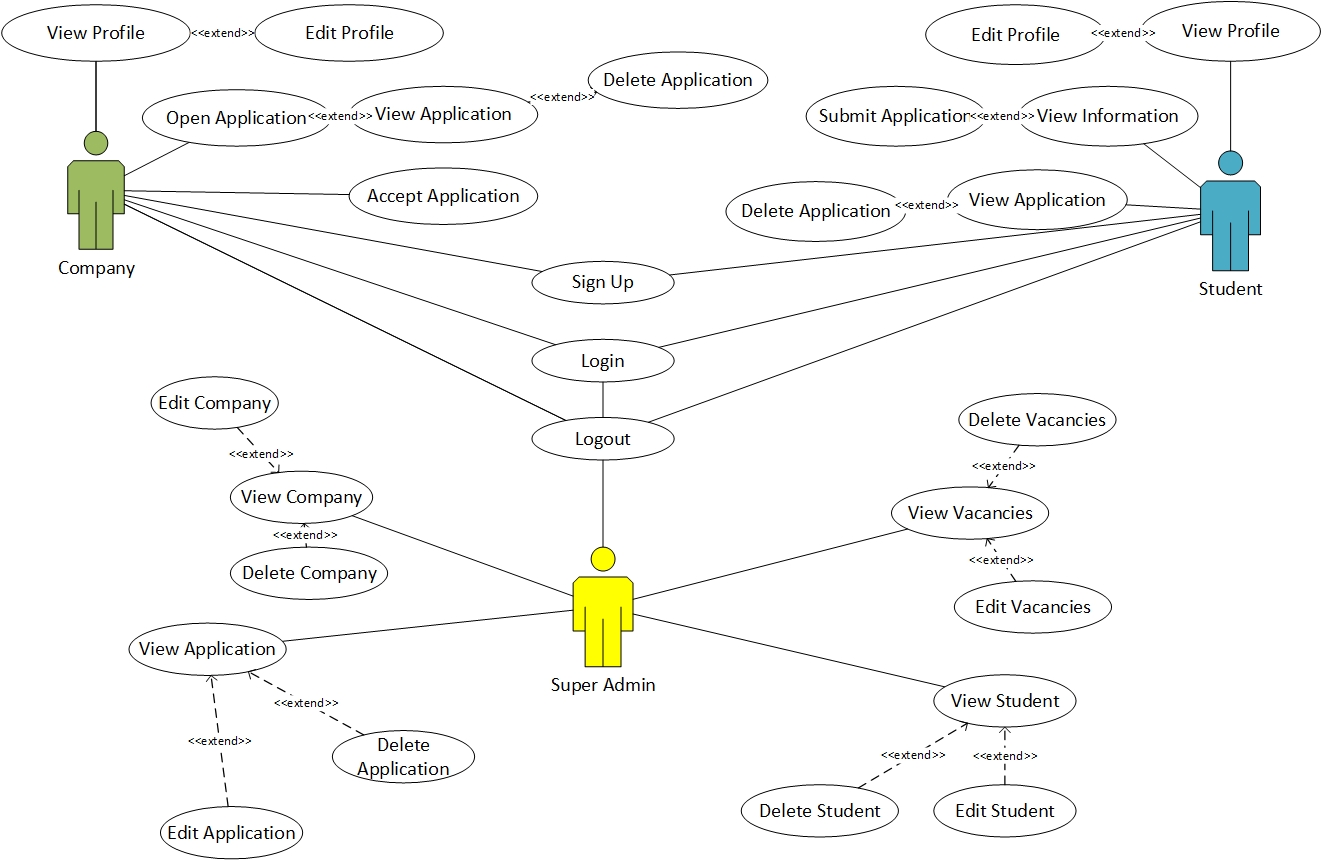 View Profile
<<extend>>
Edit Profile
Edit Profile
<<extend>>
View Profile
Open Application
<<extend>>
View Application
<<extend>>
Delete Application
Submit Application
<<extend>>
View Information
Accept Application
Delete Application
<<extend>>
View Application
Company
Student
Sign Up
Login
Logout
Edit Company
<<extend>>
View Company
<<extend>>
Delete Company
Delete Vacancies
<<extend>>
View Vacancies
<<extend>>
Edit Vacancies
View Application
<<extend>>
<<extend>>
Delete
Application
Edit Application
Super Admin
View Student
<<extend>>
<<extend>>
Delete Student
Edit Student